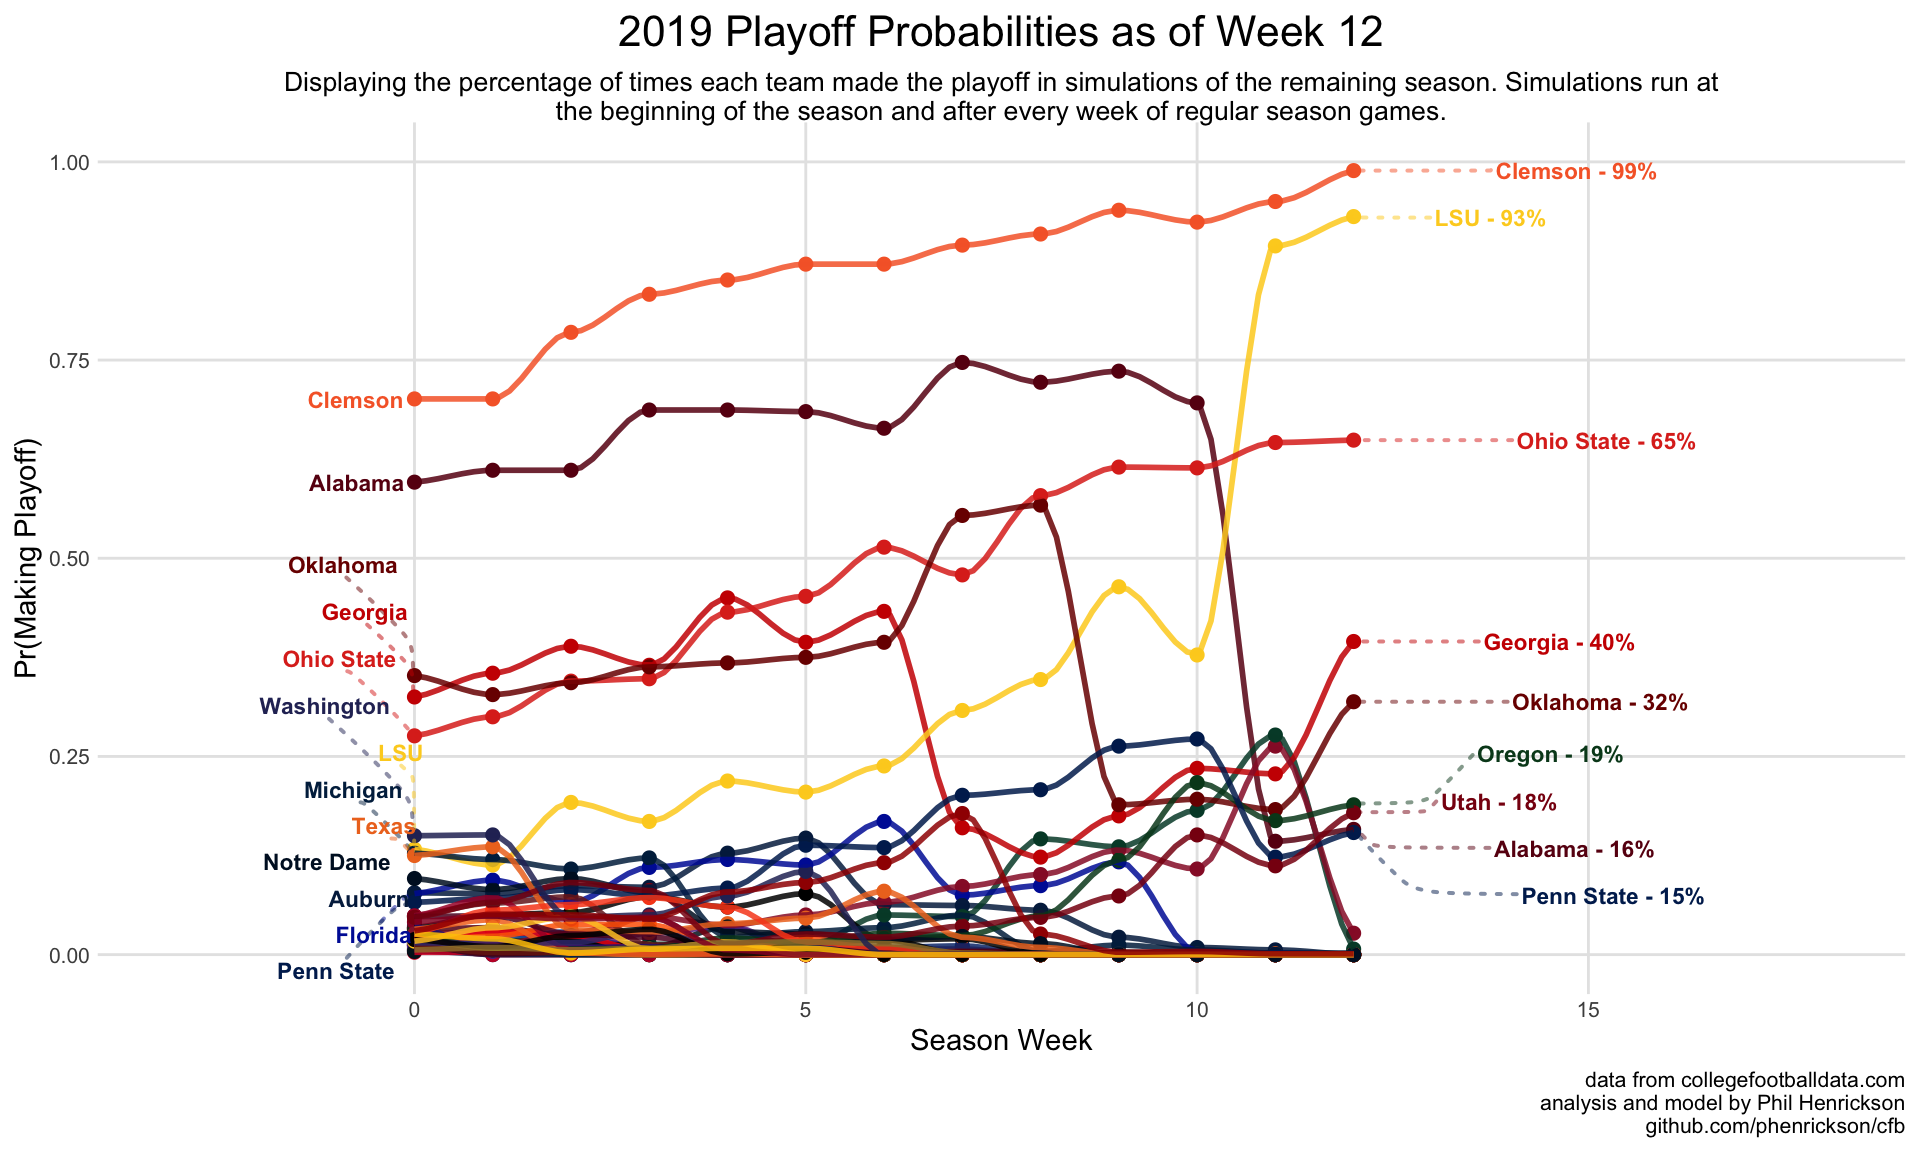 2019 Playoff Probabilities as of Week 12
Displaying the percentage of times each team made the playoff in simulations of the remaining season. Simulations run at
the beginning of the season and after every week of regular season games.
Pr(Making Playoff)
1.00
0.75
0.50
0.25
0.00
Clemson
Alabama
Oklahoma
Georgia
Ohio State
Washington
LSU
Michigan
Texas
Notre Dame
Auburn
Florida
Penn State
Clemson - 99%
LSU - 93%
Ohio State - 65%
Georgia - 40%
Oklahoma - 32%
Oregon - 19%
Utah - 18%
Alabama - 16%
Penn State - 15%
0
5
10
15
Season Week
data from collegefootballdata.com
analysis and model by Phil Henrickson
github.com/phenrickson/cfb